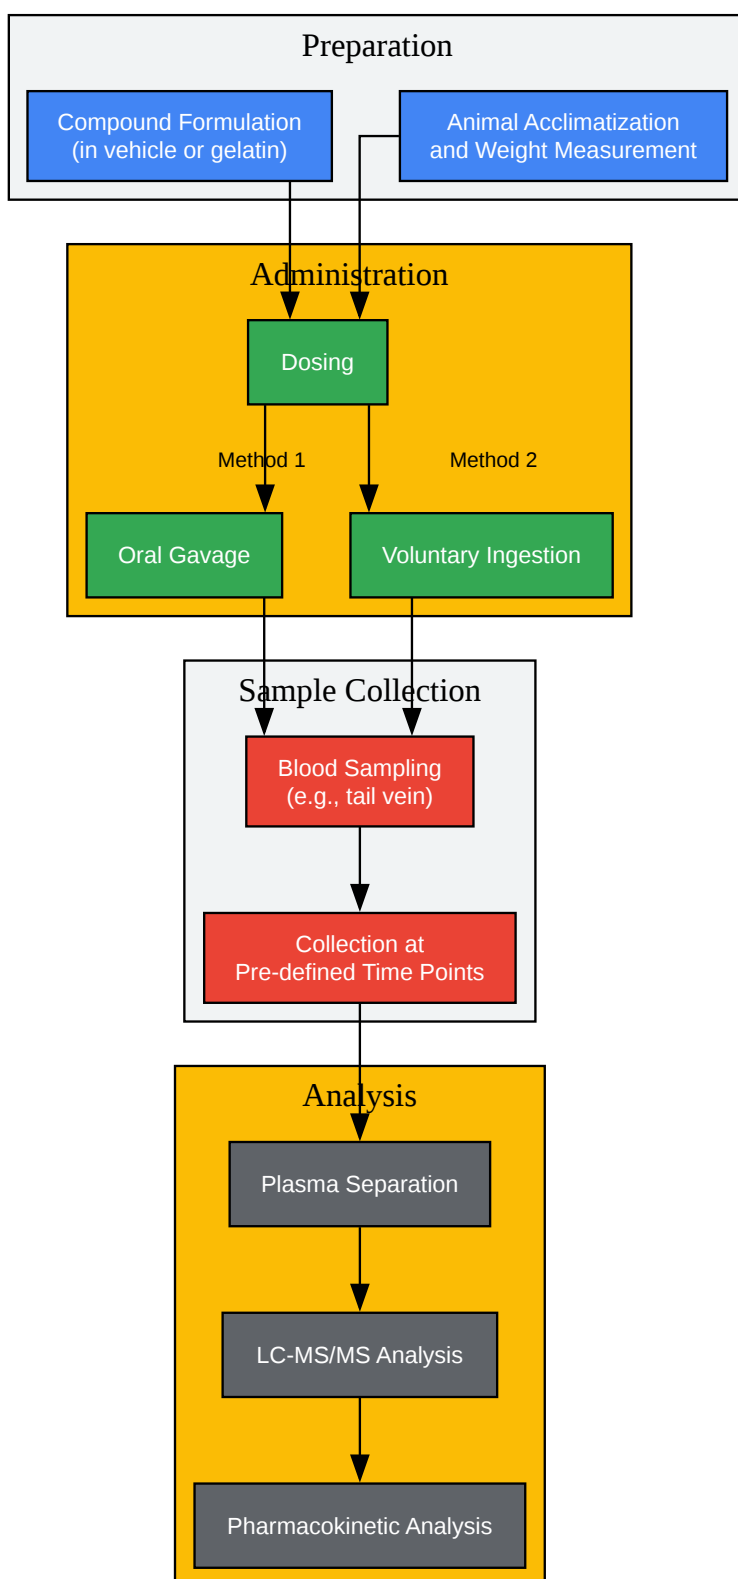 Preparation
Compound Formulation
(in vehicle or gelatin)
Animal Acclimatization
and Weight Measurement
Administration
Dosing
Method 1
Method 2
Oral Gavage
Voluntary Ingestion
Sample Collection
Blood Sampling
(e.g., tail vein)
Collection at
Pre-defined Time Points
Analysis
Plasma Separation
LC-MS/MS Analysis
Pharmacokinetic Analysis